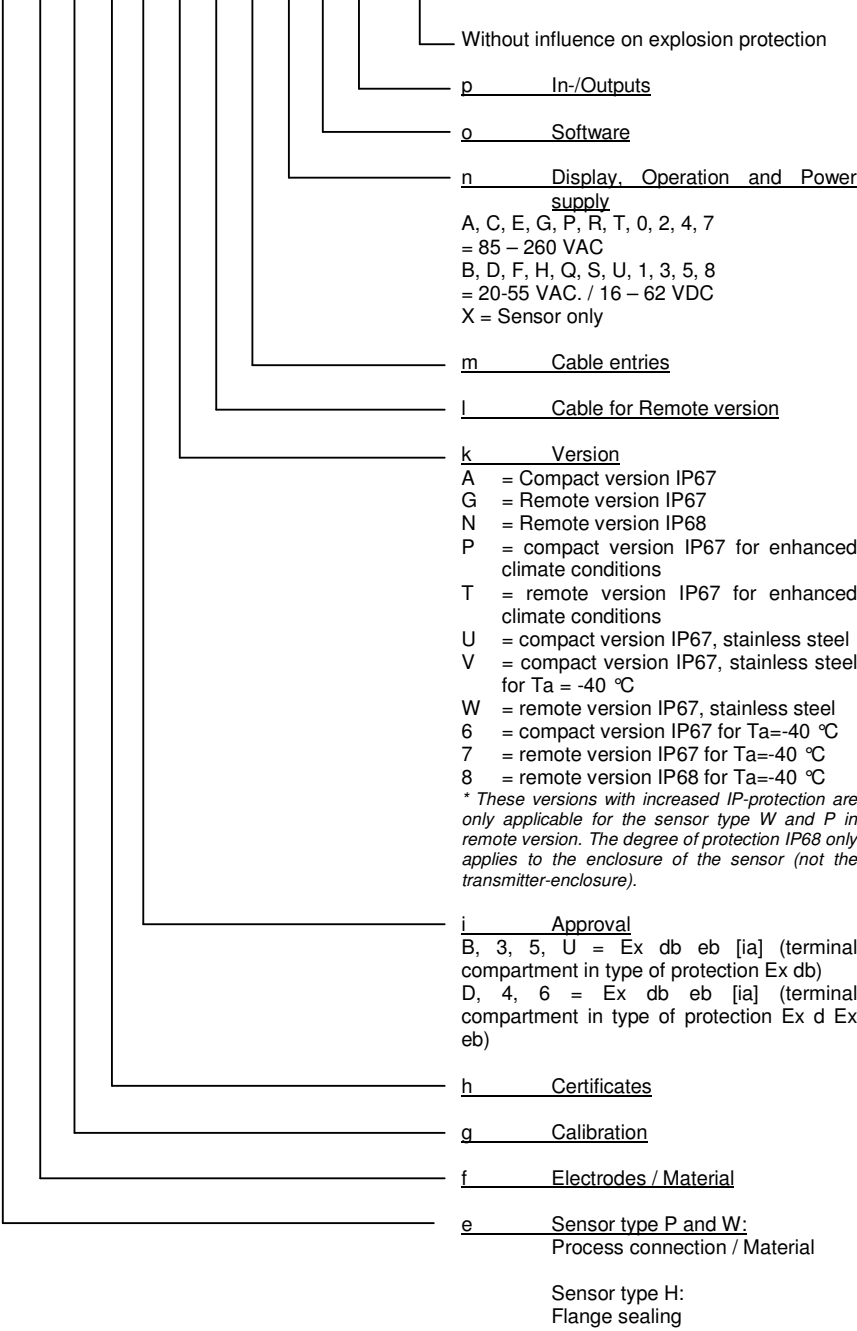 Without influence on explosion protection
p In-/Outputs
o Software
n Display, Operation and Power
supply
A, C, E, G, P, R, T, 0, 2, 4, 7
= 85 – 260 VAC
B, D, F, H, Q, S, U, 1, 3, 5, 8
= 20-55 VAC. / 16 – 62 VDC
X = Sensor only
m Cable entries
l Cable for Remote version
k Version
A = Compact version IP67
G = Remote version IP67
N = Remote version IP68
P = compact version IP67 for enhanced
climate conditions
T = remote version IP67 for enhanced
climate conditions
U = compact version IP67, stainless steel
V = compact version IP67, stainless steel
for Ta = -40 °C
W = remote version IP67, stainless steel
6 = compact version IP67 for Ta=-40 °C
7 = remote version IP67 for Ta=-40 °C
8 = remote version IP68 for Ta=-40 °C
* These versions with increased IP-protection are
only applicable for the sensor type W and P in
remote version. The degree of protection IP68 only
applies to the enclosure of the sensor (not the
transmitter-enclosure).
i Approval
B, 3, 5, U = Ex db eb [ia] (terminal
compartment in type of protection Ex db)
D, 4, 6 = Ex db eb [ia] (terminal
compartment in type of protection Ex d Ex
eb)
h Certificates
g Calibration
f Electrodes / Material
e Sensor type P and W:
Process connection / Material
Sensor type H:
Flange sealing